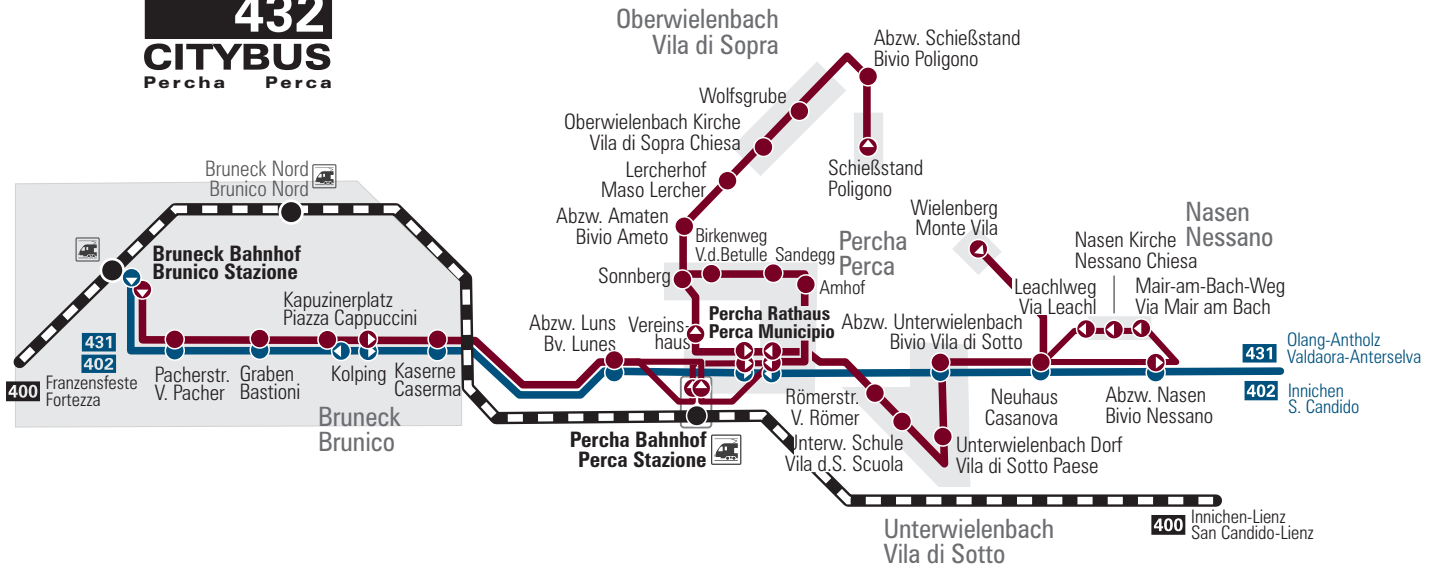 432
CITYBUS
Percha Perca
Oberwielenbach
Vila di Sopra
Abzw. Schießstand
Bivio Poligono
Wolfsgrube
Oberwielenbach Kirche
Vila di Sopra Chiesa
Lercherhof
Maso Lercher
Schießstand
Poligono
Abzw. Amaten
Bivio Ameto
Bruneck Nord
Brunico Nord
Bruneck Bahnhof
Brunico Stazione
Birkenweg
V.d.Betulle
Sandegg
Sonnberg
Amhof
Percha
Perca
Wielenberg
Monte Vila
Nasen
Nessano
Nasen Kirche
Nessano Chiesa
Leachlweg
Via Leachl
Mair-am-Bach-Weg
Via Mair am Bach
Kapuzinerplatz
Piazza Cappuccini
Abzw. Luns
Bv. Lunes
Vereins-
haus
Percha Rathaus
Perca Municipio
Abzw. Unterwielenbach
Bivio Vila di Sotto
431
402
431
Olang-Antholz
Valdaora-Anterselva
402
Innichen
S. Candido
400
Franzensfeste
Fortezza
Pacherstr.
V. Pacher
Graben
Bastioni
Kolping
Kaserne
Caserma
Bruneck
Brunico
Römerstr.
V. Römer
Neuhaus
Casanova
Abzw. Nasen
Bivio Nessano
Percha Bahnhof
Perca Stazione
Unterw. Schule
Vila d.S. Scuola
Unterwielenbach Dorf
Vila di Sotto Paese
Unterwielenbach
Vila di Sotto
400
Innichen-Lienz
San Candido-Lienz